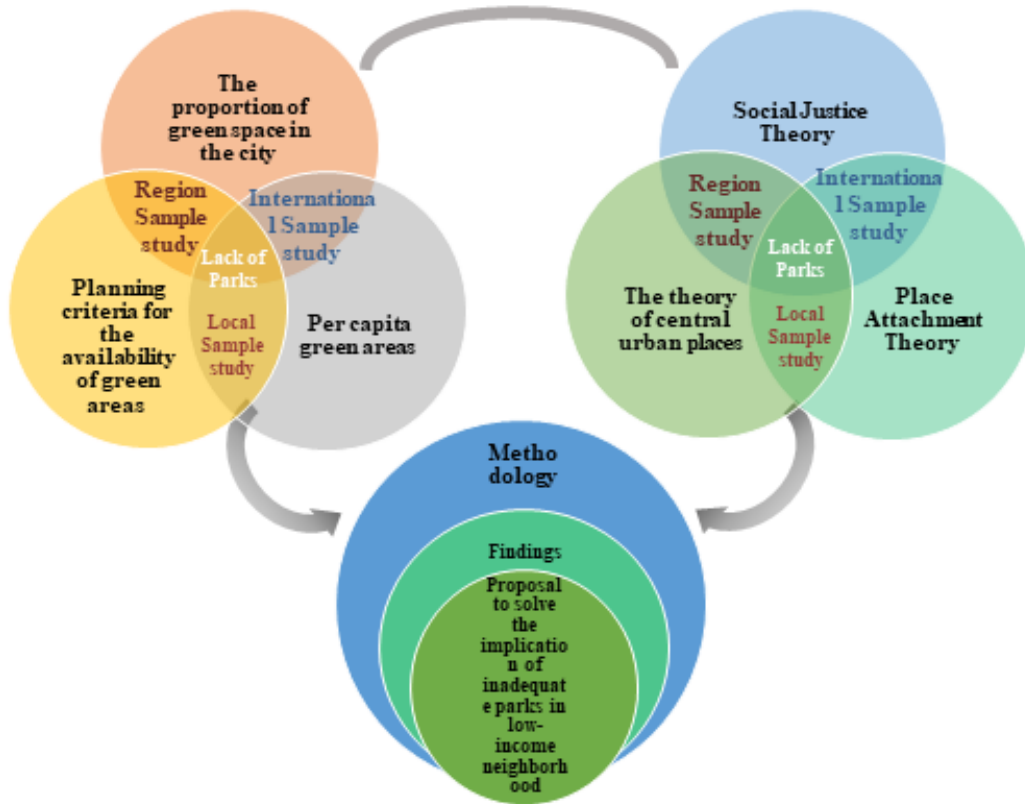 The
proportion of
green space in
the city
Region
Sample
study
Internationa
l Sample
study
Lack of
Parks
Planning
criteria for
the
availability
of green
areas
Local
Sample
study
Per capita
green areas
Social Justice
Theory
Region
Sample
study
Internationa
l Sample
study
Lack of
Parks
The theory
of central
urban places
Local
Sample
study
Place
Attachment
Theory
Metho
dology
Findings
Proposal
to solve
the
implicatio
n of
inadequat
e parks in
low-
income
neighborh
ood